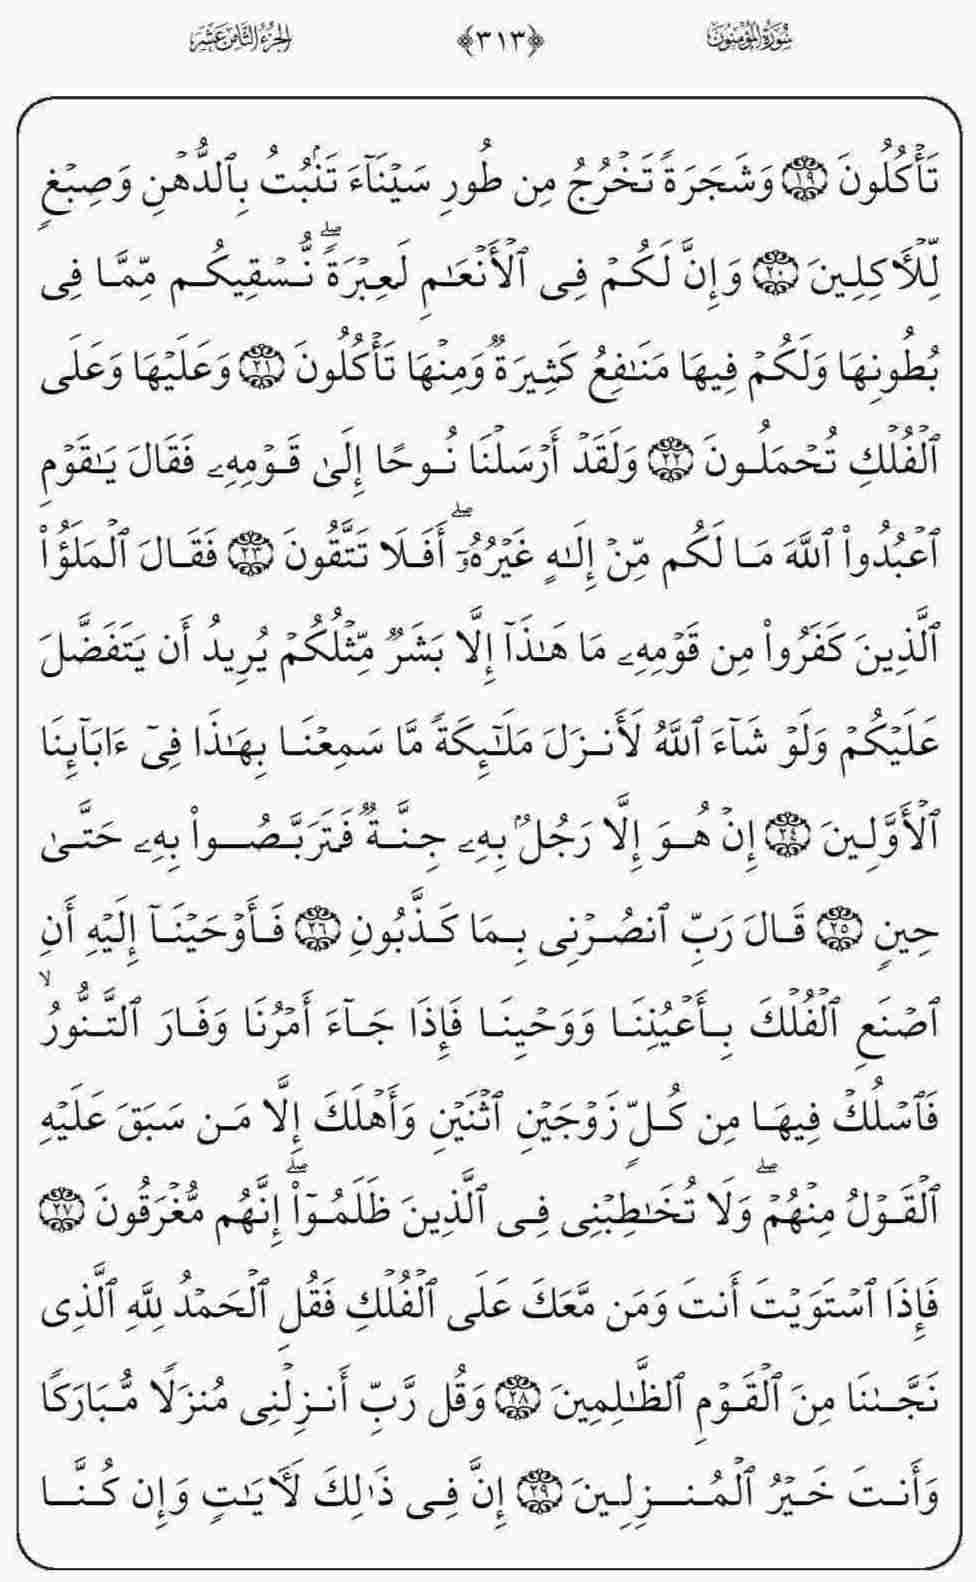 سُورَةُ المُؤْمِنُونَ ﴿٣١٣﴾ الجُزْءُ الثَّامِنَ عَشَرَ
تَأْكُلُونَ ١٩ وَشَجَرَةً تَخْرُجُ مِن طُورِ سَيْنَآءَ تَنۢبُتُ بِٱلدُّهْنِ وَصِبْغٍ
لِّلْأَكِلِينَ ٢٠ وَإِنَّ لَكُمْ فِى ٱلْأَنْعَـٰمِ لَعِبْرَةً ۖ نُّسْقِيكُم مِّمَّا فِى
بُطُونِهَا وَلَكُمْ فِيهَا مَنَـٰفِعُ كَثِيرَةٌ وَمِنْهَا تَأْكُلُونَ ٢١ وَعَلَيْهَا وَعَلَى
ٱلْفُلْكِ تُحْمَلُونَ ٢٢ وَلَقَدْ أَرْسَلْنَا نُوحًا إِلَىٰ قَوْمِهِۦ فَقَالَ يَـٰقَوْمِ
ٱعْبُدُوا۟ ٱللَّهَ مَا لَكُم مِّنْ إِلَـٰهٍ غَيْرُهُۥٓ ۖ أَفَلَا تَتَّقُونَ ٢٣ فَقَالَ ٱلْمَلَؤُا۟
ٱلَّذِينَ كَفَرُوا۟ مِن قَوْمِهِۦ مَا هَـٰذَآ إِلَّا بَشَرٌ مِّثْلُكُمْ يُرِيدُ أَن يَتَفَضَّلَ
عَلَيْكُمْ وَلَوْ شَآءَ ٱللَّهُ لَأَنزَلَ مَلَـٰٓئِكَةً مَّا سَمِعْنَا بِهَـٰذَا فِىٓ ءَابَآئِنَا
ٱلْأَوَّلِينَ ٢٤ إِنْ هُوَ إِلَّا رَجُلٌۢ بِهِۦ جِنَّةٌ فَتَرَبَّصُوا۟ بِهِۦ حَتَّىٰ
حِينٍ ٢٥ قَالَ رَبِّ ٱنصُرْنِى بِمَا كَذَّبُونِ ٢٦ فَأَوْحَيْنَآ إِلَيْهِ أَنِ
ٱصْنَعِ ٱلْفُلْكَ بِأَعْيُنِنَا وَوَحْيِنَا فَإِذَا جَآءَ أَمْرُنَا وَفَارَ ٱلتَّنُّورُ ۙ
فَٱسْلُكْ فِيهَا مِن كُلٍّ زَوْجَيْنِ ٱثْنَيْنِ وَأَهْلَكَ إِلَّا مَن سَبَقَ عَلَيْهِ
ٱلْقَوْلُ مِنْهُمْ ۖ وَلَا تُخَـٰطِبْنِى فِى ٱلَّذِينَ ظَلَمُوٓا۟ ۖ إِنَّهُم مُّغْرَقُونَ ٢٧
فَإِذَا ٱسْتَوَيْتَ أَنتَ وَمَن مَّعَكَ عَلَى ٱلْفُلْكِ فَقُلِ ٱلْحَمْدُ لِلَّهِ ٱلَّذِى
نَجَّـٰنَا مِنَ ٱلْقَوْمِ ٱلظَّـٰلِمِينَ ٢٨ وَقُل رَّبِّ أَنزِلْنِى مُنزَلًا مُّبَارَكًا
وَأَنتَ خَيْرُ ٱلْمُنزِلِينَ ٢٩ إِنَّ فِى ذَٰلِكَ لَـَٔايَـٰتٍ وَإِن كُنَّا